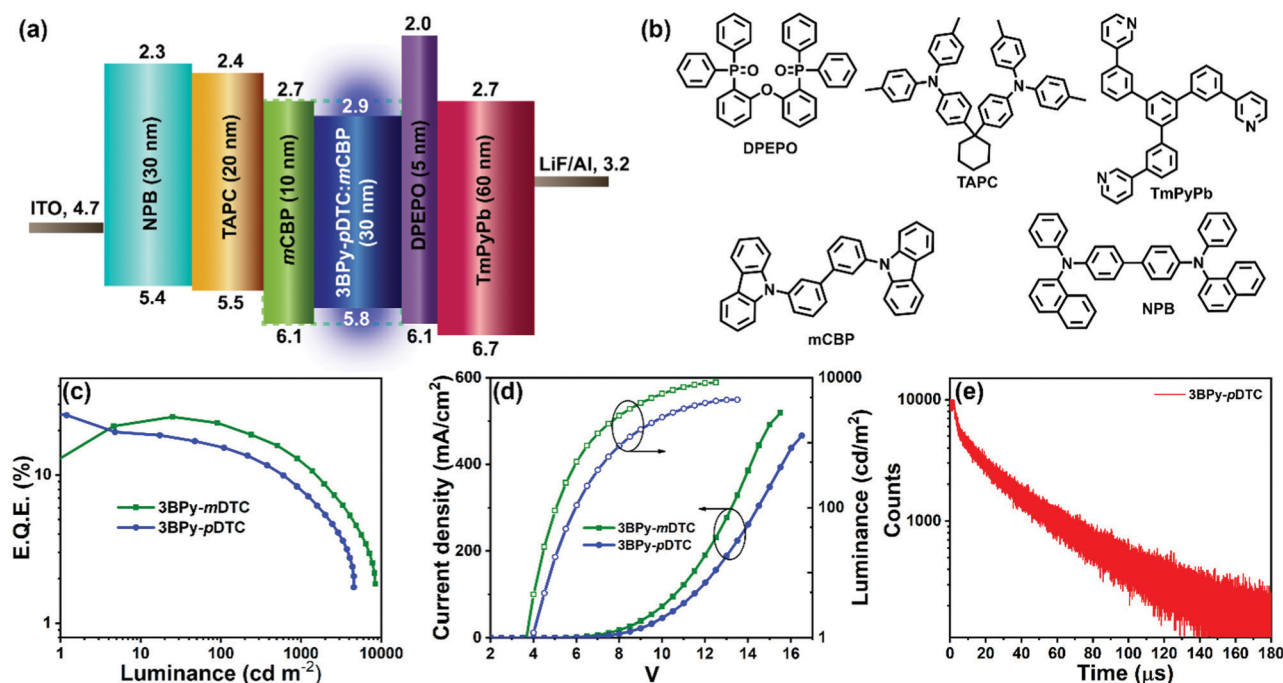 (a)
2.3
2.4
2.7
2.9
2.0
2.7
ITO, 4.7
NPB (30 nm)
TAPC (20 nm)
mCBP (10 nm)
3BPy-pDTC:mCBP
(30 nm)
DPEPO (5 nm)
TmPyPb (60 nm)
LiF/Al, 3.2
5.4
5.5
6.1
5.8
6.1
6.7
(b)
P=O
O=P
O
DPEPO
N
N
TAPC
N
N
N
TmPyPb
N
N
mCBP
N
N
NPB
(c)
E.Q.E. (%)
10
1
3BPy-mDTC
3BPy-pDTC
1
10
100
1000
10000
Luminance (cd m-2)
(d)
Current density (mA/cm2)
600
500
400
300
200
100
0
3BPy-mDTC
3BPy-pDTC
10000
100
1
Luminance (cd/m2)
2
4
6
8
10
12
14
16
V
(e)
3BPy-pDTC
Counts
10000
1000
0
20
40
60
80
100
120
140
160
180
Time (μs)